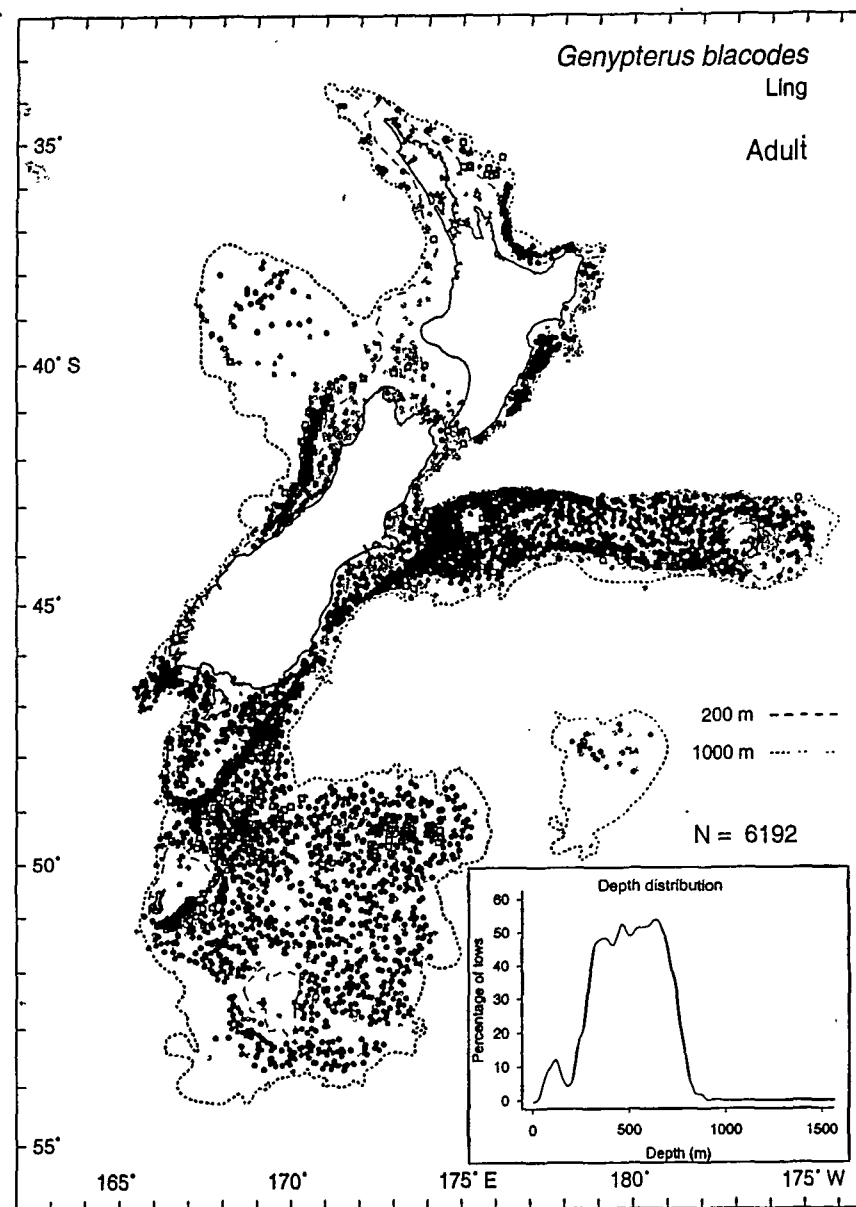 Genypterus blacodes
Ling
Adult
35°
40° S
45°
50°
55°
165°
170°
175° E
180°
175° W
200 m
1000 m
N = 6192
Depth distribution
Percentage of tows
60
50
40
30
20
10
0
0
500
1000
1500
Depth (m)